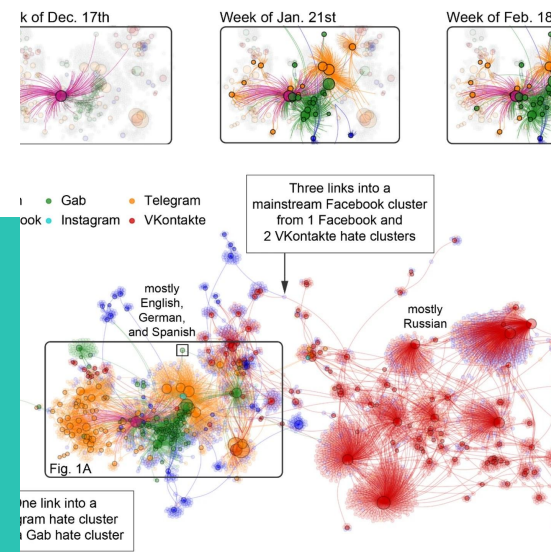 k of Dec. 17th
Week of Jan. 21st
Week of Feb. 18
Gab
Telegram
ook
Instagram
VKontakte
Three links into a
mainstream Facebook cluster
from 1 Facebook and
2 VKontakte hate clusters
mostly
English,
German,
and Spanish
mostly
Russian
Fig. 1A
One link into a
gram hate cluster
a Gab hate cluster